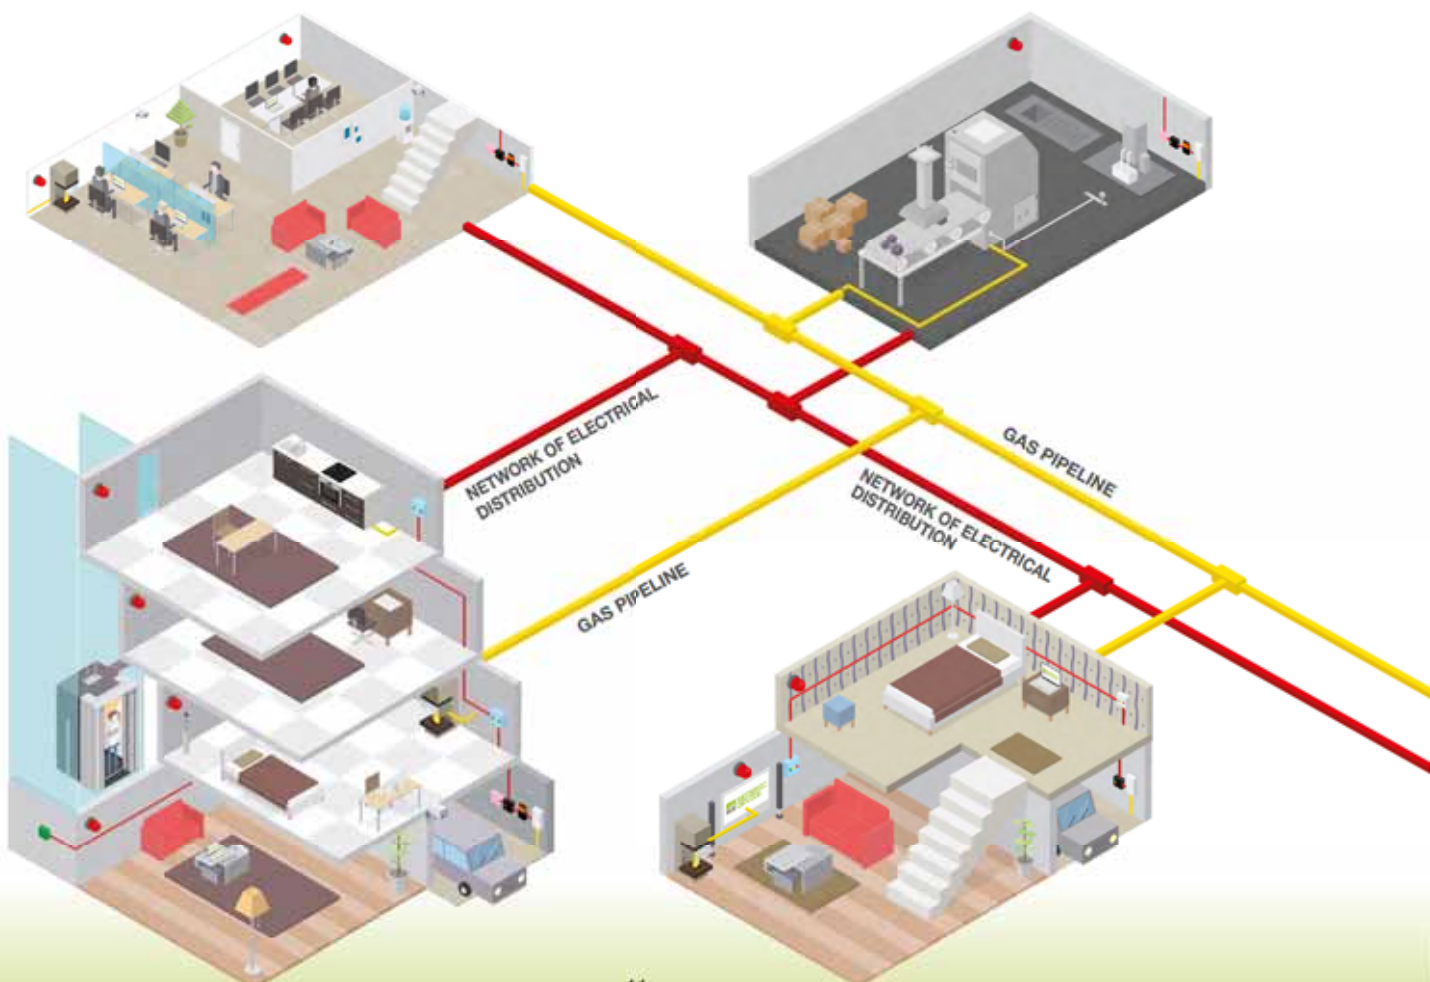 NETWORK OF ELECTRICAL
DISTRIBUTION
GAS PIPELINE
NETWORK OF ELECTRICAL
DISTRIBUTION
GAS PIPELINE